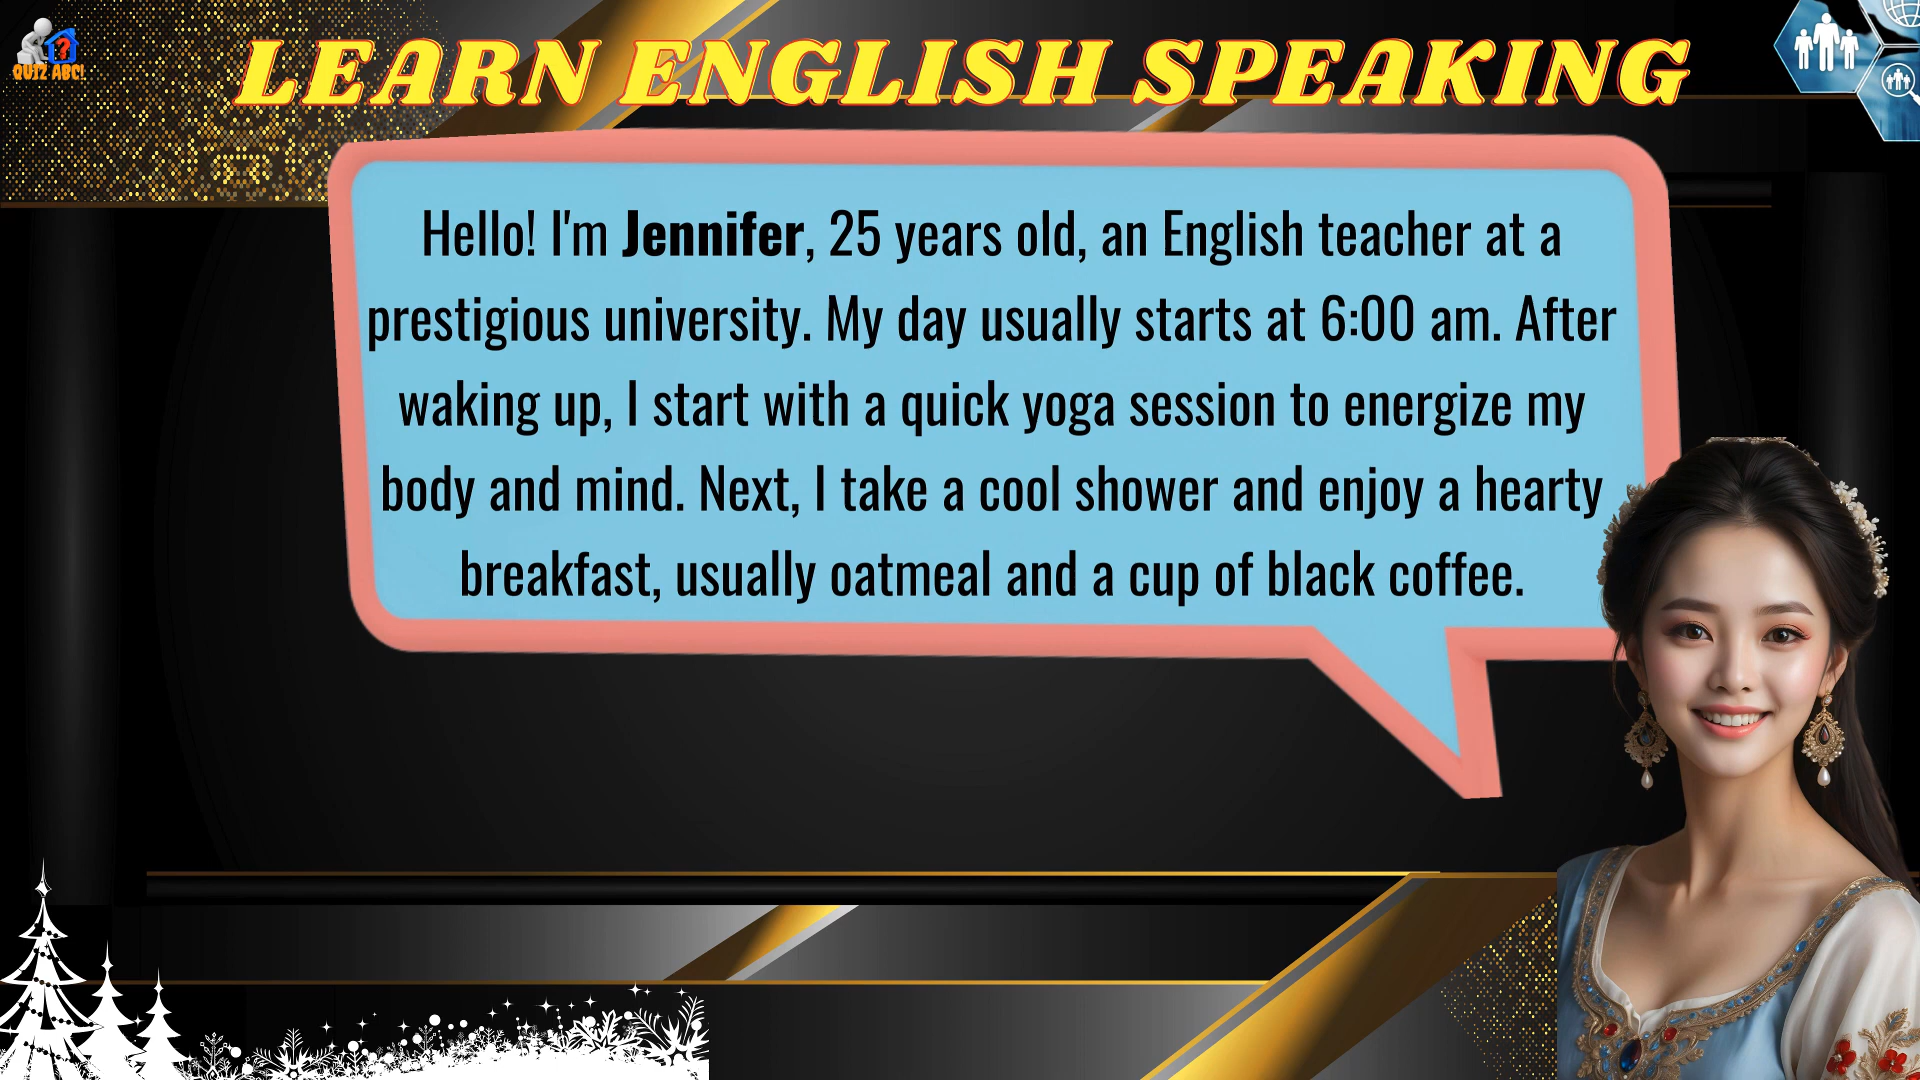 QUIZ ABC!
LEARN ENGLISH SPEAKING
Hello! I'm Jennifer, 25 years old, an English teacher at a
prestigious university. My day usually starts at 6:00 am. After
waking up, I start with a quick yoga session to energize my
body and mind. Next, I take a cool shower and enjoy a hearty
breakfast, usually oatmeal and a cup of black coffee.